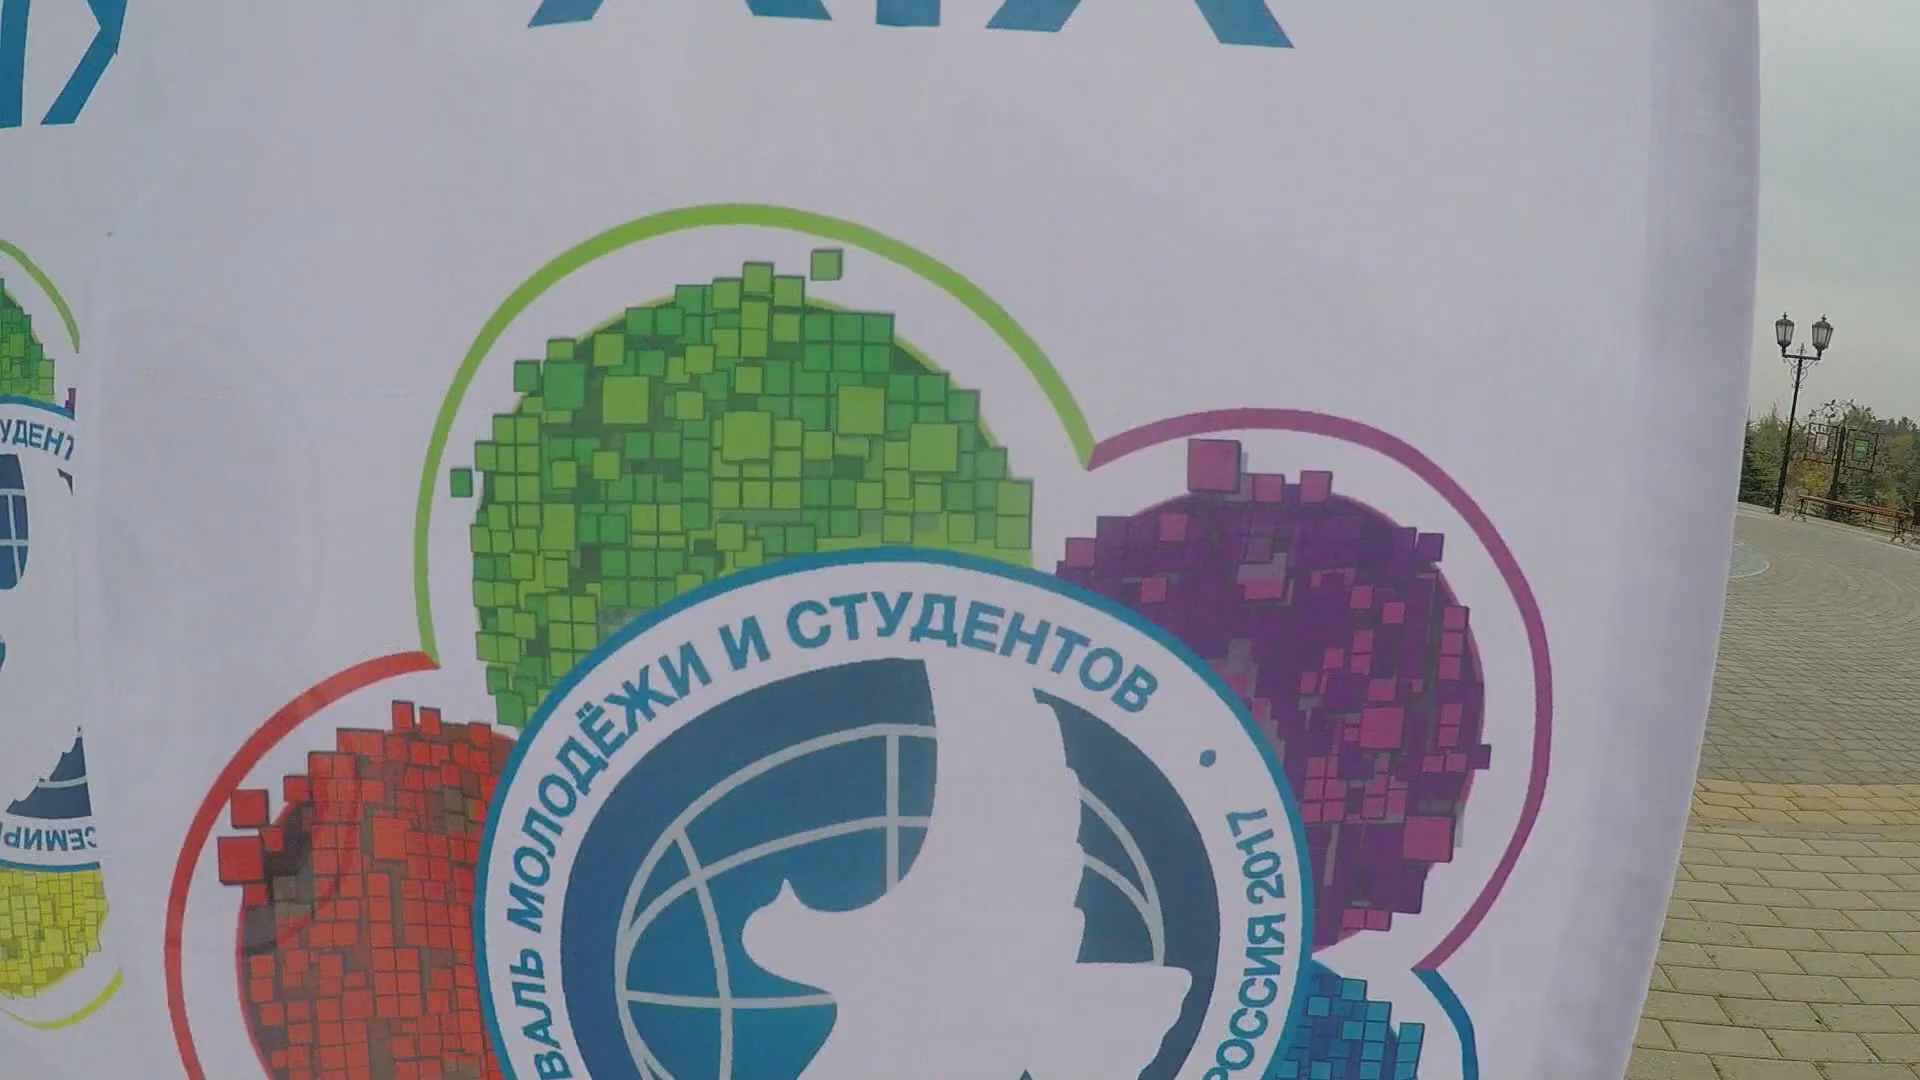 XIX
ВАЛЬ МОЛОДЁЖИ И СТУДЕНТОВ • РОССИЯ 2017
УДЕНТ
СЕМИР